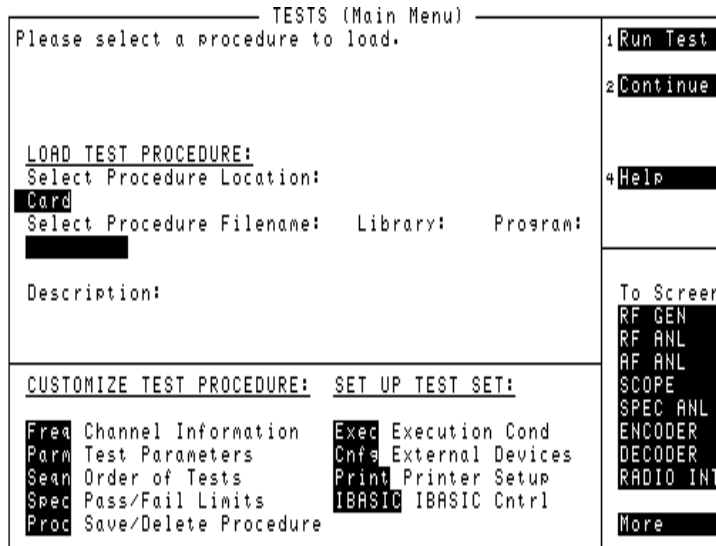 TESTS (Main Menu)
Please select a procedure to load.
LOAD TEST PROCEDURE:
Select Procedure Location:
Card
Select Procedure Filename: Library: Program:
Description:
CUSTOMIZE TEST PROCEDURE: SET UP TEST SET:
Freq Channel Information Exec Execution Cond
Parm Test Parameters Cnfg External Devices
Seqn Order of Tests Print Printer Setup
Spec Pass/Fail Limits IBASIC IBASIC Cntrl
Proc Save/Delete Procedure
1 Run Test
2 Continue
4 Help
To Screen
RF GEN
RF ANL
AF ANL
SCOPE
SPEC ANL
ENCODER
DECODER
RADIO INT
More